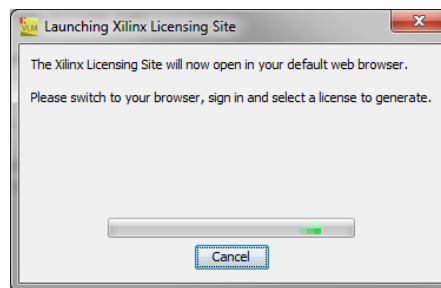 VLM
Launching Xilinx Licensing Site
The Xilinx Licensing Site will now open in your default web browser.
Please switch to your browser, sign in and select a license to generate.
Cancel